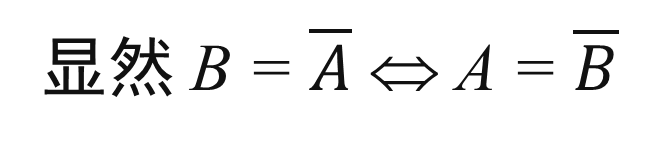 显然 B = A̅ ⇔ A = B̅